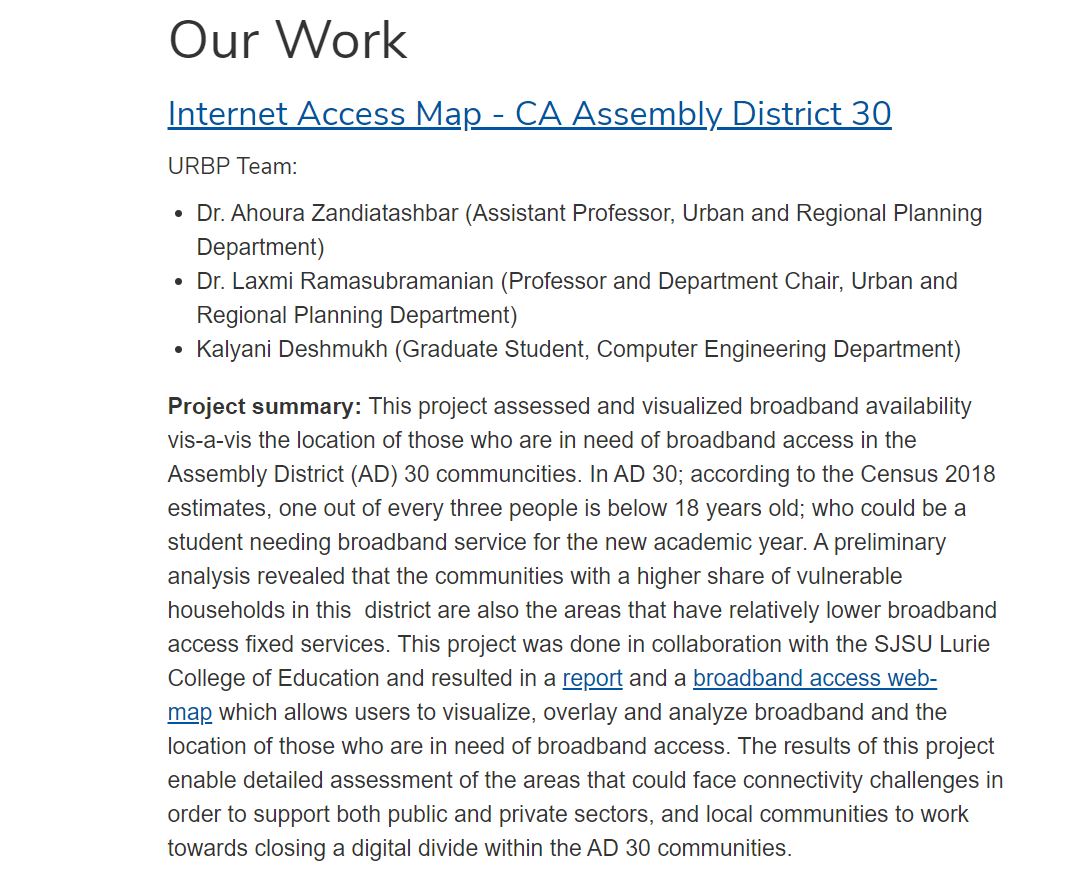 Our Work
Internet Access Map - CA Assembly District 30
URBP Team:
• Dr. Ahoura Zandiatashbar (Assistant Professor, Urban and Regional Planning
Department)
• Dr. Laxmi Ramasubramanian (Professor and Department Chair, Urban and
Regional Planning Department)
• Kalyani Deshmukh (Graduate Student, Computer Engineering Department)
Project summary: This project assessed and visualized broadband availability
vis-a-vis the location of those who are in need of broadband access in the
Assembly District (AD) 30 communcities. In AD 30; according to the Census 2018
estimates, one out of every three people is below 18 years old; who could be a
student needing broadband service for the new academic year. A preliminary
analysis revealed that the communities with a higher share of vulnerable
households in this  district are also the areas that have relatively lower broadband
access fixed services. This project was done in collaboration with the SJSU Lurie
College of Education and resulted in a report and a broadband access web-
map which allows users to visualize, overlay and analyze broadband and the
location of those who are in need of broadband access. The results of this project
enable detailed assessment of the areas that could face connectivity challenges in
order to support both public and private sectors, and local communities to work
towards closing a digital divide within the AD 30 communities.